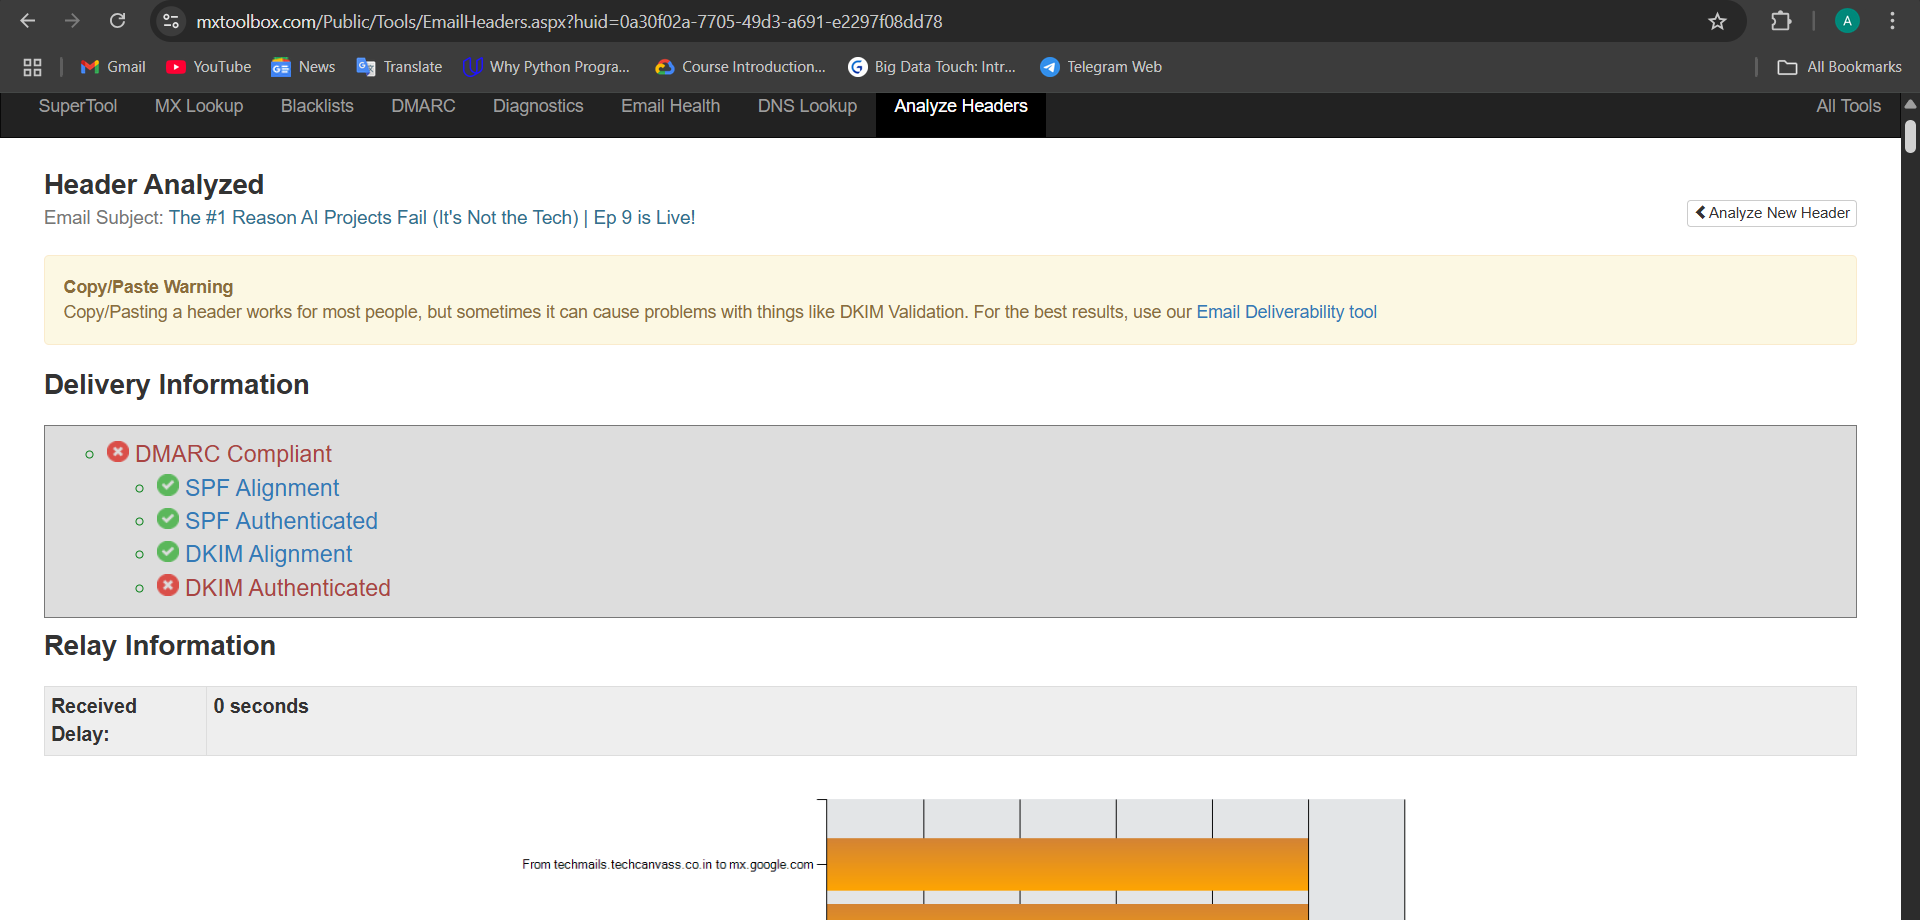 mxtoolbox.com/Public/Tools/EmailHeaders.aspx?huid=0a30f02a-7705-49d3-a691-e2297f08dd78
A
Gmail YouTube News Translate Why Python Progra... Course Introduction... Big Data Touch: Intr... Telegram Web All Bookmarks
SuperTool MX Lookup Blacklists DMARC Diagnostics Email Health DNS Lookup Analyze Headers All Tools
Header Analyzed
Email Subject: The #1 Reason AI Projects Fail (It's Not the Tech) | Ep 9 is Live!
Analyze New Header
Copy/Paste Warning
Copy/Pasting a header works for most people, but sometimes it can cause problems with things like DKIM Validation. For the best results, use our Email Deliverability tool
Delivery Information
DMARC Compliant
SPF Alignment
SPF Authenticated
DKIM Alignment
DKIM Authenticated
Relay Information
Received 0 seconds
Delay:
From techmails.techcanvass.co.in to mx.google.com